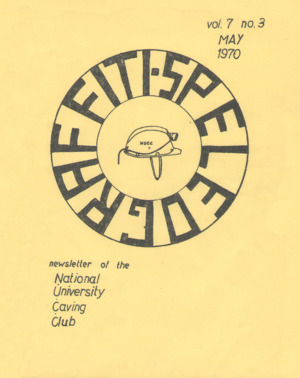 vol. 7 no. 3
MAY
1970
SPELEOGRAFFITI:
NUCC
newsletter of the
National
University
Caving
Club